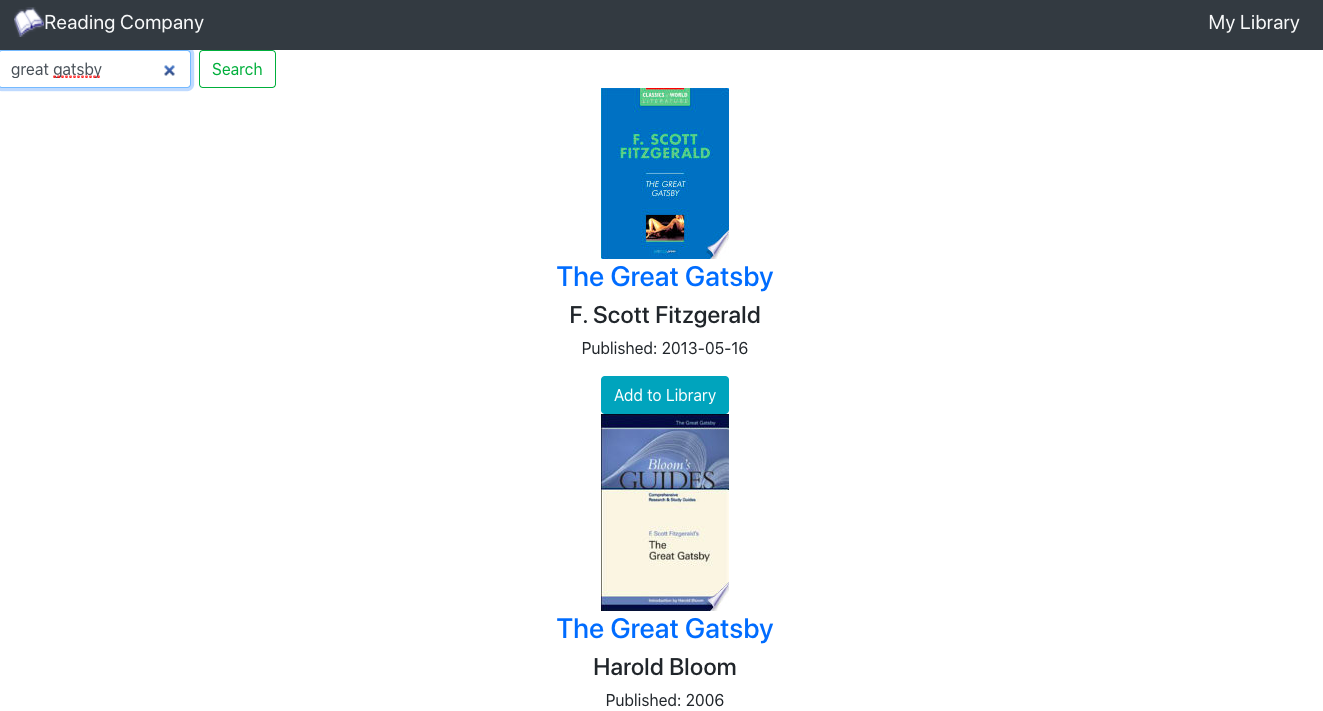 Reading Company
My Library
great gatsby
Search
CLASSICS OF WORLD
LITERATURE
F. SCOTT
FITZGERALD
THE GREAT
GATSBY
The Great Gatsby
F. Scott Fitzgerald
Published: 2013-05-16
Add to Library
The Great Gatsby
Bloom's
GUIDES
Comprehensive
Research & Study Guides
F. Scott Fitzgerald's
The
Great Gatsby
Introduction by Harold Bloom
The Great Gatsby
Harold Bloom
Published: 2006